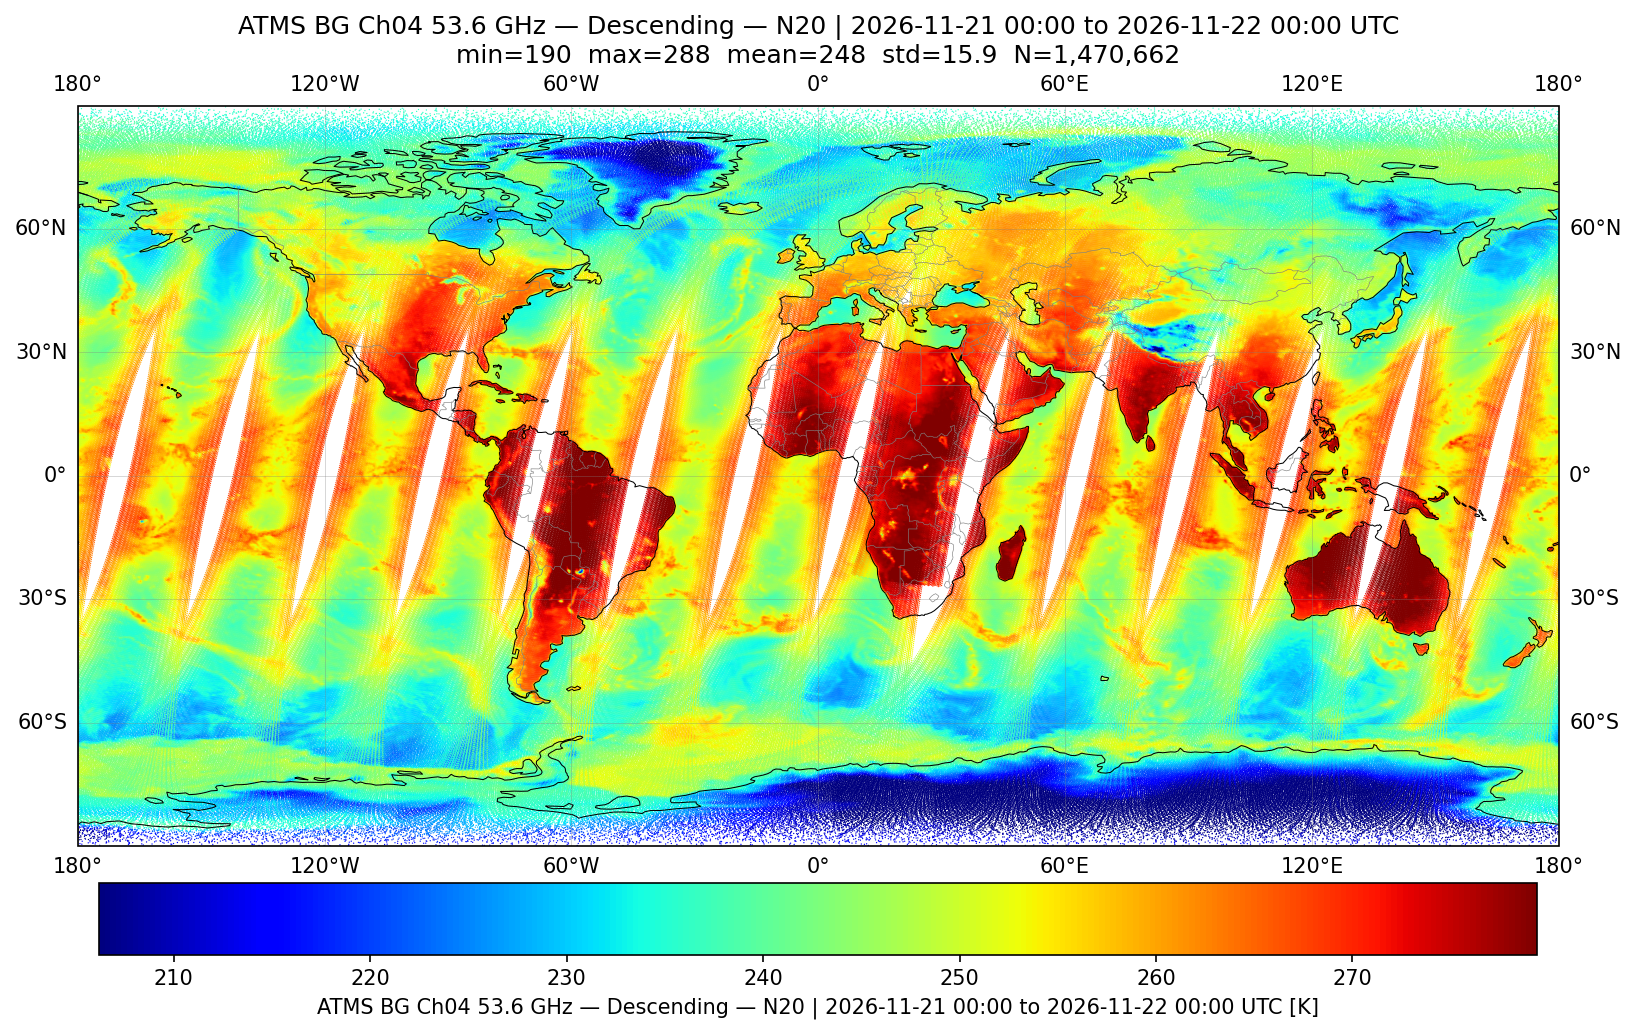 ATMS BG Ch04 53.6 GHz — Descending — N20 | 2026-11-21 00:00 to 2026-11-22 00:00 UTC
min=190 max=288 mean=248 std=15.9 N=1,470,662
180° 120°W 60°W 0° 60°E 120°E 180°
60°N 60°N
30°N 30°N
0° 0°
30°S 30°S
60°S 60°S
180° 120°W 60°W 0° 60°E 120°E 180°
210 220 230 240 250 260 270
ATMS BG Ch04 53.6 GHz — Descending — N20 | 2026-11-21 00:00 to 2026-11-22 00:00 UTC [K]